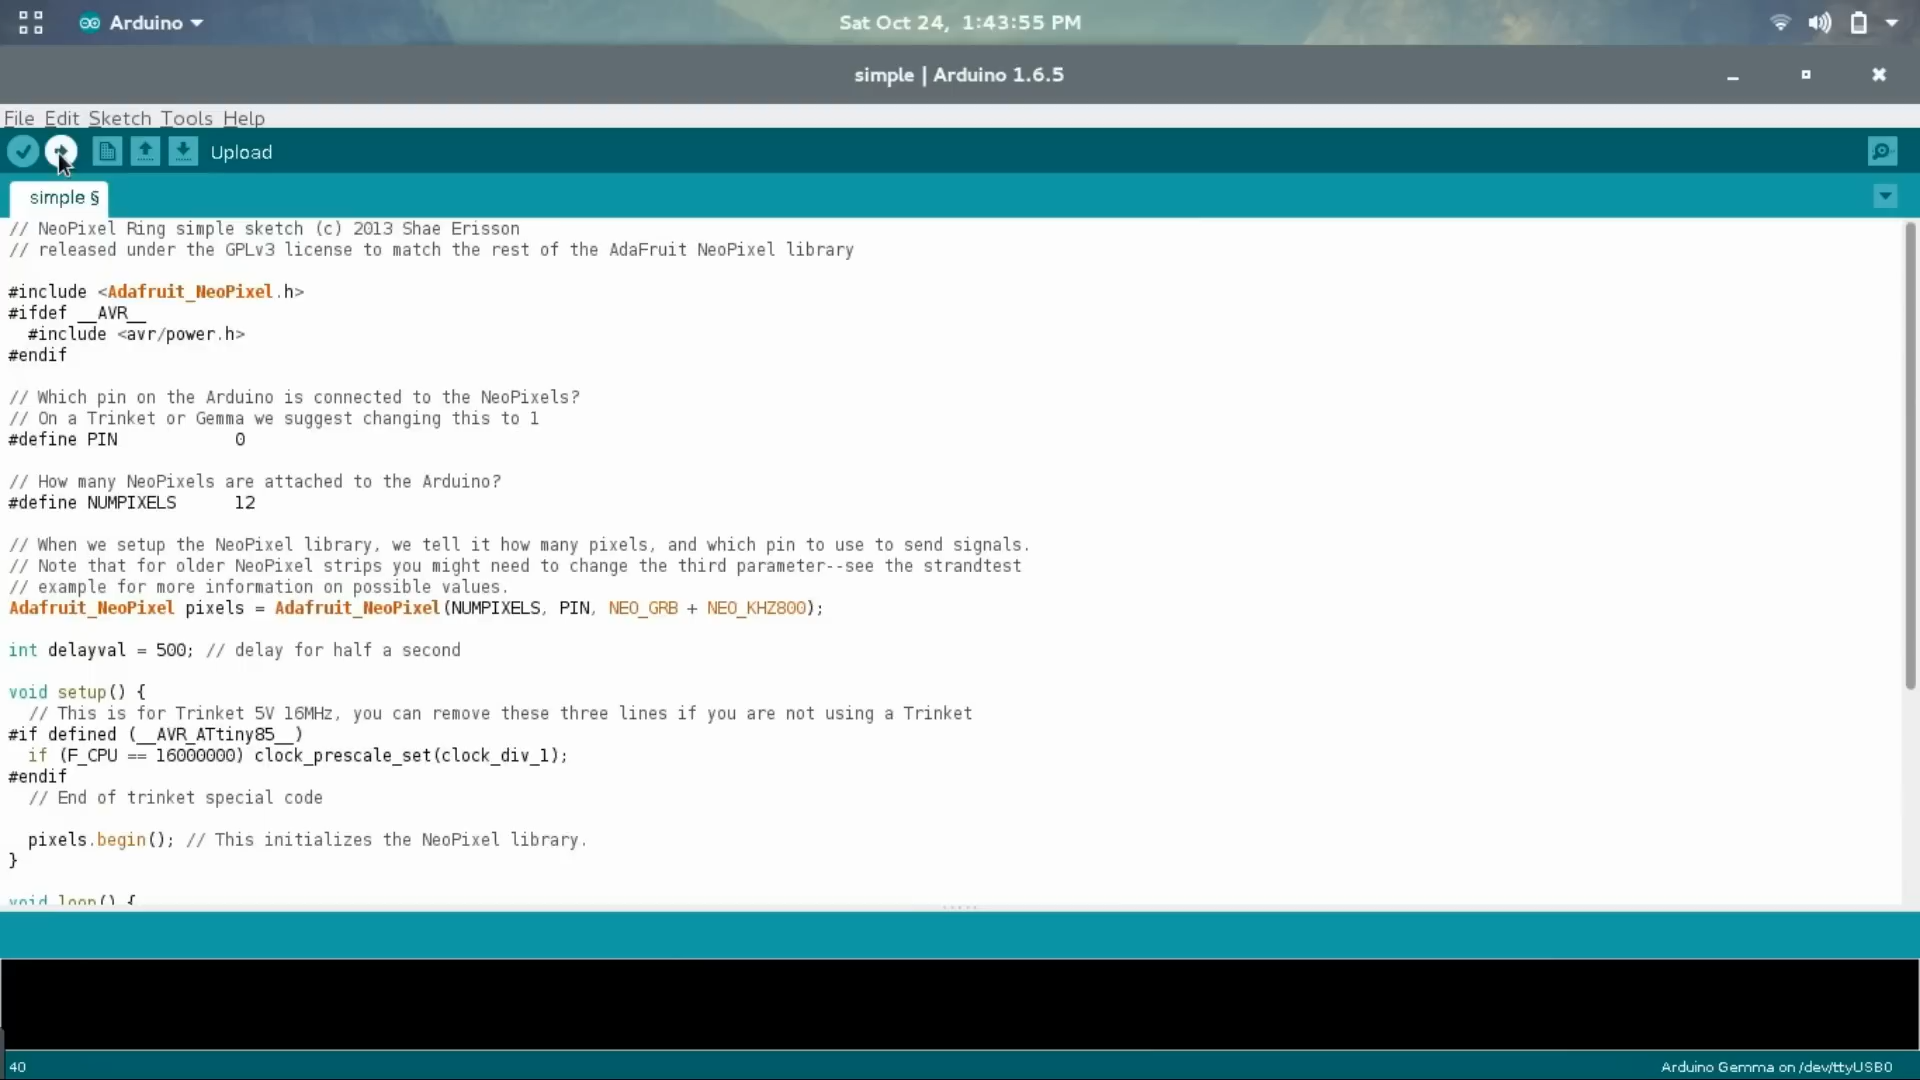 Arduino
Sat Oct 24, 1:43:55 PM
simple | Arduino 1.6.5
File Edit Sketch Tools Help
Upload
simple §
// NeoPixel Ring simple sketch (c) 2013 Shae Erisson
// released under the GPLv3 license to match the rest of the AdaFruit NeoPixel library
#include <Adafruit_NeoPixel.h>
#ifdef __AVR__
  #include <avr/power.h>
#endif
// Which pin on the Arduino is connected to the NeoPixels?
// On a Trinket or Gemma we suggest changing this to 1
#define PIN            0
// How many NeoPixels are attached to the Arduino?
#define NUMPIXELS      12
// When we setup the NeoPixel library, we tell it how many pixels, and which pin to use to send signals.
// Note that for older NeoPixel strips you might need to change the third parameter--see the strandtest
// example for more information on possible values.
Adafruit_NeoPixel pixels = Adafruit_NeoPixel(NUMPIXELS, PIN, NEO_GRB + NEO_KHZ800);
int delayval = 500; // delay for half a second
void setup() {
  // This is for Trinket 5V 16MHz, you can remove these three lines if you are not using a Trinket
#if defined (__AVR_ATtiny85__)
  if (F_CPU == 16000000) clock_prescale_set(clock_div_1);
#endif
  // End of trinket special code
  pixels.begin(); // This initializes the NeoPixel library.
}
void loop() {
40
Arduino Gemma on /dev/ttyUSB0